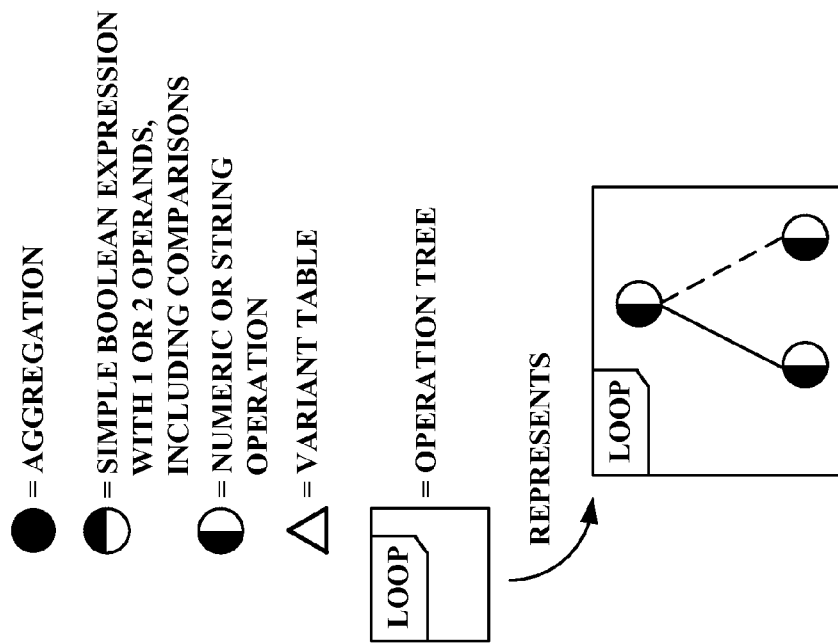 = AGGREGATION
= SIMPLE BOOLEAN EXPRESSION
WITH 1 OR 2 OPERANDS,
INCLUDING COMPARISONS
= NUMERIC OR STRING
OPERATION
= VARIANT TABLE
LOOP
= OPERATION TREE
REPRESENTS
LOOP